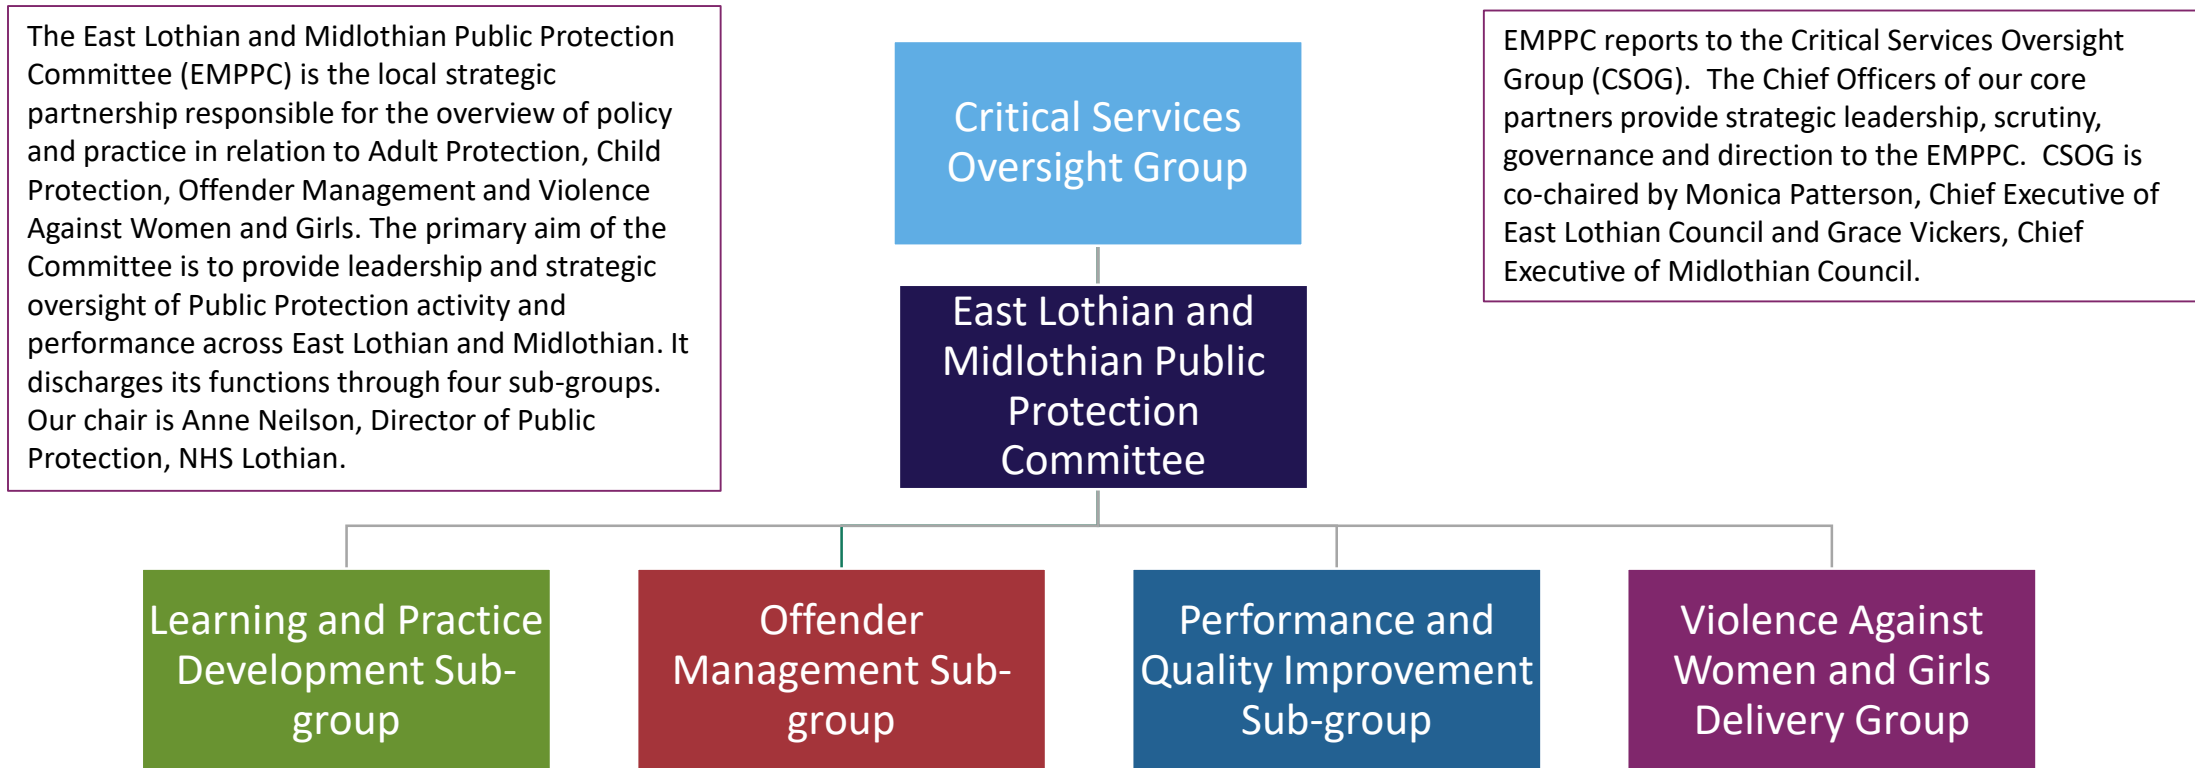 The East Lothian and Midlothian Public Protection
Committee (EMPPC) is the local strategic
partnership responsible for the overview of policy
and practice in relation to Adult Protection, Child
Protection, Offender Management and Violence
Against Women and Girls. The primary aim of the
Committee is to provide leadership and strategic
oversight of Public Protection activity and
performance across East Lothian and Midlothian. It
discharges its functions through four sub-groups.
Our chair is Anne Neilson, Director of Public
Protection, NHS Lothian.
Critical Services
Oversight Group
EMPPC reports to the Critical Services Oversight
Group (CSOG).  The Chief Officers of our core
partners provide strategic leadership, scrutiny,
governance and direction to the EMPPC.  CSOG is
co-chaired by Monica Patterson, Chief Executive of
East Lothian Council and Grace Vickers, Chief
Executive of Midlothian Council.
East Lothian and
Midlothian Public
Protection
Committee
Learning and Practice
Development Sub-
group
Offender
Management Sub-
group
Performance and
Quality Improvement
Sub-group
Violence Against
Women and Girls
Delivery Group